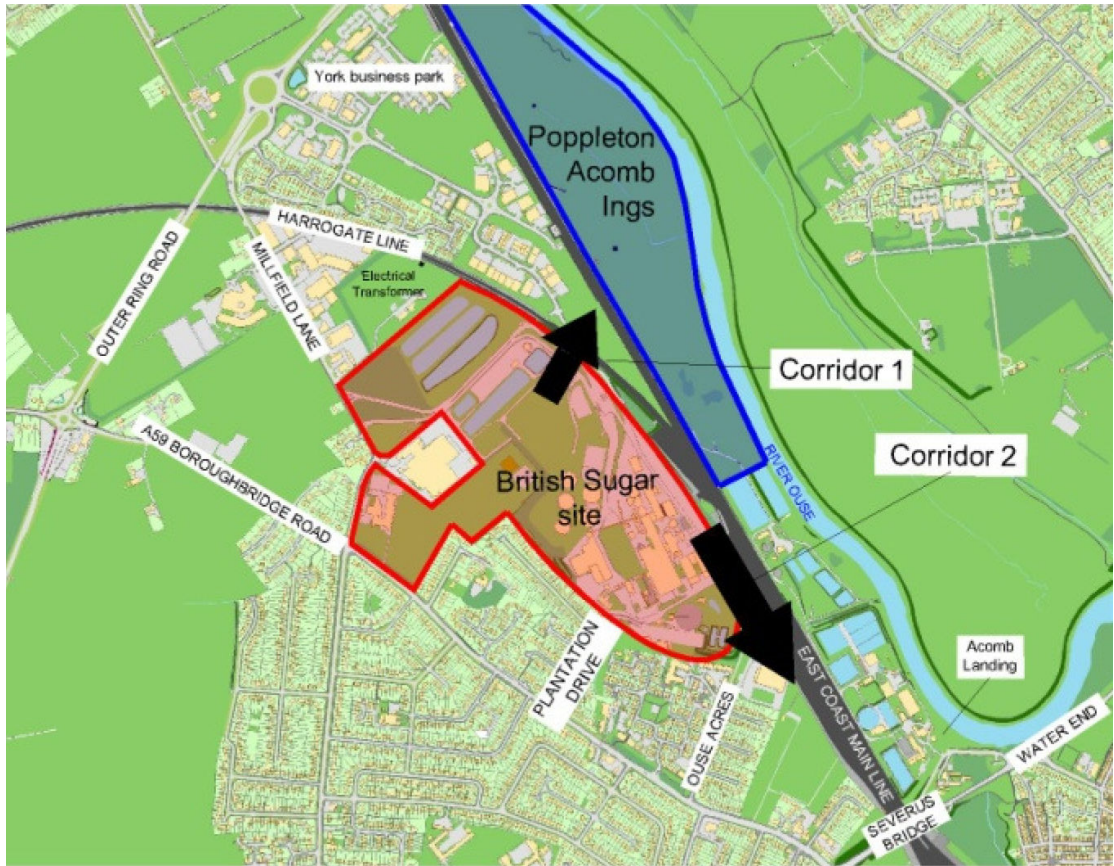 York business park
Poppleton
Acomb
Ings
HARROGATE LINE
OUTER RING ROAD
MILLFIELD LANE
Electrical
Transformer
Corridor 1
A59 BOROUGHBRIDGE ROAD
Corridor 2
British Sugar
site
RIVER OUSE
PLANTATION
DRIVE
OUSE ACRES
EAST COAST MAIN LINE
Acomb
Landing
WATER END
SEVERUS
BRIDGE